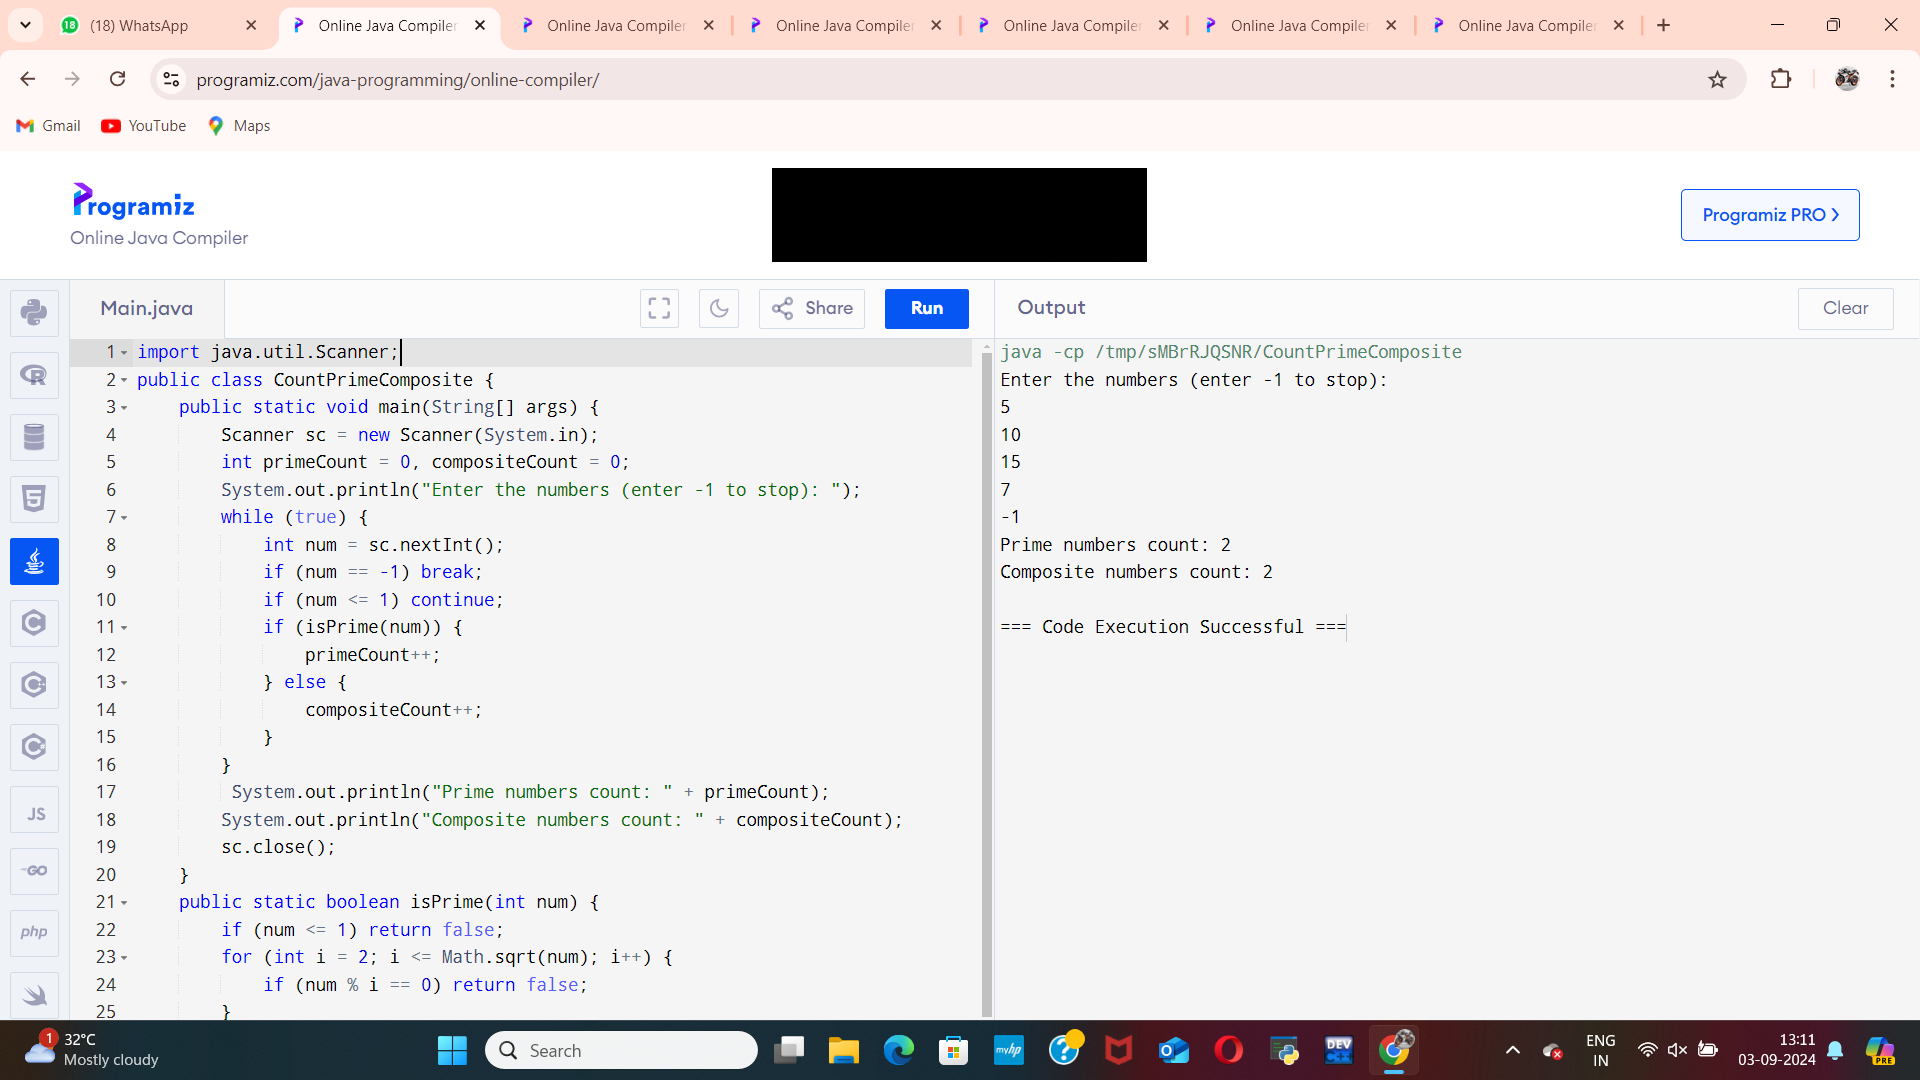 (18) WhatsApp
Online Java Compiler
Online Java Compiler
Online Java Compiler
Online Java Compiler
Online Java Compiler
Online Java Compiler
programiz.com/java-programming/online-compiler/
Gmail
YouTube
Maps
Programiz
Online Java Compiler
Programiz PRO
Main.java
Share
Run
Output
Clear
1 import java.util.Scanner;
2 public class CountPrimeComposite {
3 public static void main(String[] args) {
4 Scanner sc = new Scanner(System.in);
5 int primeCount = 0, compositeCount = 0;
6 System.out.println("Enter the numbers (enter -1 to stop): ");
7 while (true) {
8 int num = sc.nextInt();
9 if (num == -1) break;
10 if (num <= 1) continue;
11 if (isPrime(num)) {
12 primeCount++;
13 } else {
14 compositeCount++;
15 }
16 }
17 System.out.println("Prime numbers count: " + primeCount);
18 System.out.println("Composite numbers count: " + compositeCount);
19 sc.close();
20 }
21 public static boolean isPrime(int num) {
22 if (num <= 1) return false;
23 for (int i = 2; i <= Math.sqrt(num); i++) {
24 if (num % i == 0) return false;
25 }
java -cp /tmp/sMBrRJQSNR/CountPrimeComposite
Enter the numbers (enter -1 to stop):
5
10
15
7
-1
Prime numbers count: 2
Composite numbers count: 2
=== Code Execution Successful ===
JS
GO
php
1
32°C
Mostly cloudy
Search
myhp
DEV
C++
ENG
IN
13:11
03-09-2024
PRE